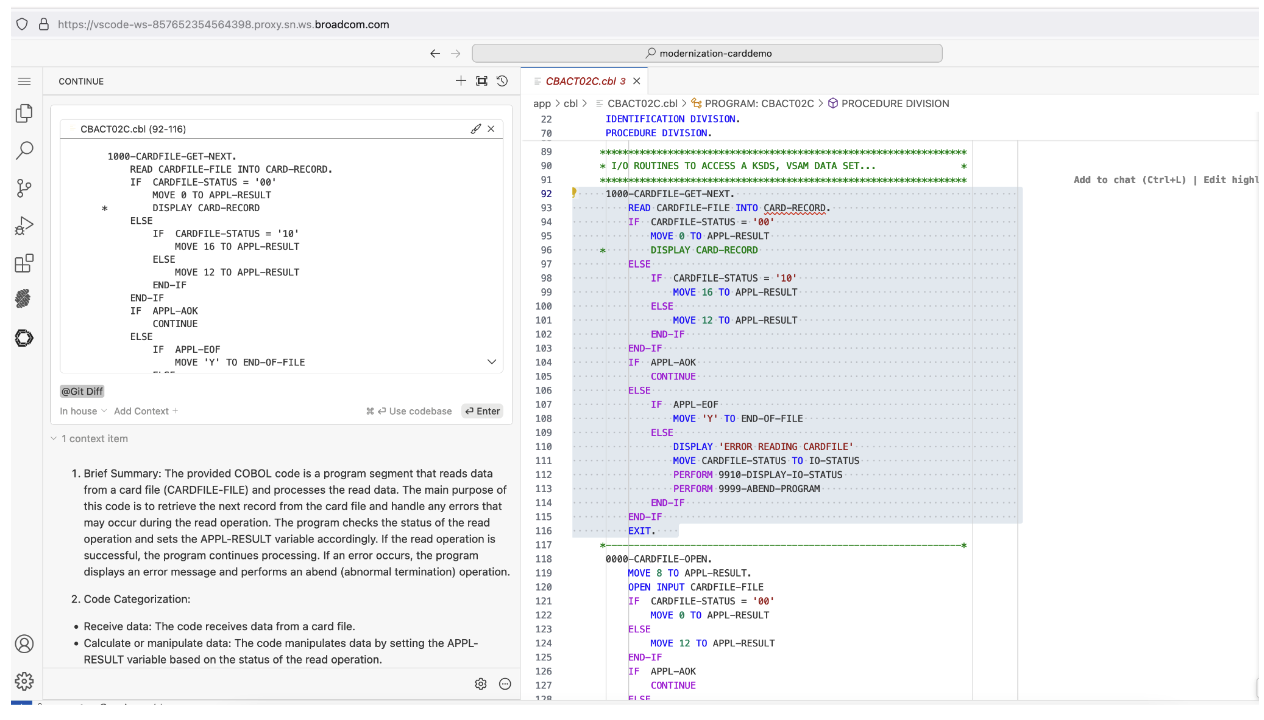 https://vscode-ws-857652354564398.proxy.sn.ws.broadcom.com
modernization-carddemo
CONTINUE
CBACT02C.cbl (92-116)
1000-CARDFILE-GET-NEXT.
READ CARDFILE-FILE INTO CARD-RECORD.
IF  CARDFILE-STATUS = '00'
MOVE 0 TO APPL-RESULT
*      DISPLAY CARD-RECORD
ELSE
IF  CARDFILE-STATUS = '10'
MOVE 16 TO APPL-RESULT
ELSE
MOVE 12 TO APPL-RESULT
END-IF
END-IF
IF  APPL-AOK
CONTINUE
ELSE
IF  APPL-EOF
MOVE 'Y' TO END-OF-FILE
@Git Diff
In house Add Context +
⌘ ⏎ Use codebase ⏎ Enter
1 context item
1. Brief Summary: The provided COBOL code is a program segment that reads data
from a card file (CARDFILE-FILE) and processes the read data. The main purpose of
this code is to retrieve the next record from the card file and handle any errors that
may occur during the read operation. The program checks the status of the read
operation and sets the APPL-RESULT variable accordingly. If the read operation is
successful, the program continues processing. If an error occurs, the program
displays an error message and performs an abend (abnormal termination) operation.
2. Code Categorization:
• Receive data: The code receives data from a card file.
• Calculate or manipulate data: The code manipulates data by setting the APPL-
RESULT variable based on the status of the read operation.
CBACT02C.cbl 3 ×
app > cbl > CBACT02C.cbl > PROGRAM: CBACT02C > PROCEDURE DIVISION
22 IDENTIFICATION DIVISION.
70 PROCEDURE DIVISION.
89 *****************************************************************
90 * I/O ROUTINES TO ACCESS A KSDS, VSAM DATA SET... *
91 *****************************************************************
Add to chat (Ctrl+L) | Edit highl
92 1000-CARDFILE-GET-NEXT.
93 READ CARDFILE-FILE INTO CARD-RECORD.
94 IF  CARDFILE-STATUS = '00'
95 MOVE 0 TO APPL-RESULT
96 *      DISPLAY CARD-RECORD
97 ELSE
98 IF  CARDFILE-STATUS = '10'
99 MOVE 16 TO APPL-RESULT
100 ELSE
101 MOVE 12 TO APPL-RESULT
102 END-IF
103 END-IF
104 IF  APPL-AOK
105 CONTINUE
106 ELSE
107 IF  APPL-EOF
108 MOVE 'Y' TO END-OF-FILE
109 ELSE
110 DISPLAY 'ERROR READING CARDFILE'
111 MOVE CARDFILE-STATUS TO IO-STATUS
112 PERFORM 9910-DISPLAY-IO-STATUS
113 PERFORM 9999-ABEND-PROGRAM
114 END-IF
115 END-IF
116 EXIT.
117 *---------------------------------------------------------------*
118 0000-CARDFILE-OPEN.
119 MOVE 8 TO APPL-RESULT.
120 OPEN INPUT CARDFILE-FILE
121 IF  CARDFILE-STATUS = '00'
122 MOVE 0 TO APPL-RESULT
123 ELSE
124 MOVE 12 TO APPL-RESULT
125 END-IF
126 IF  APPL-AOK
127 CONTINUE
128 ELSE